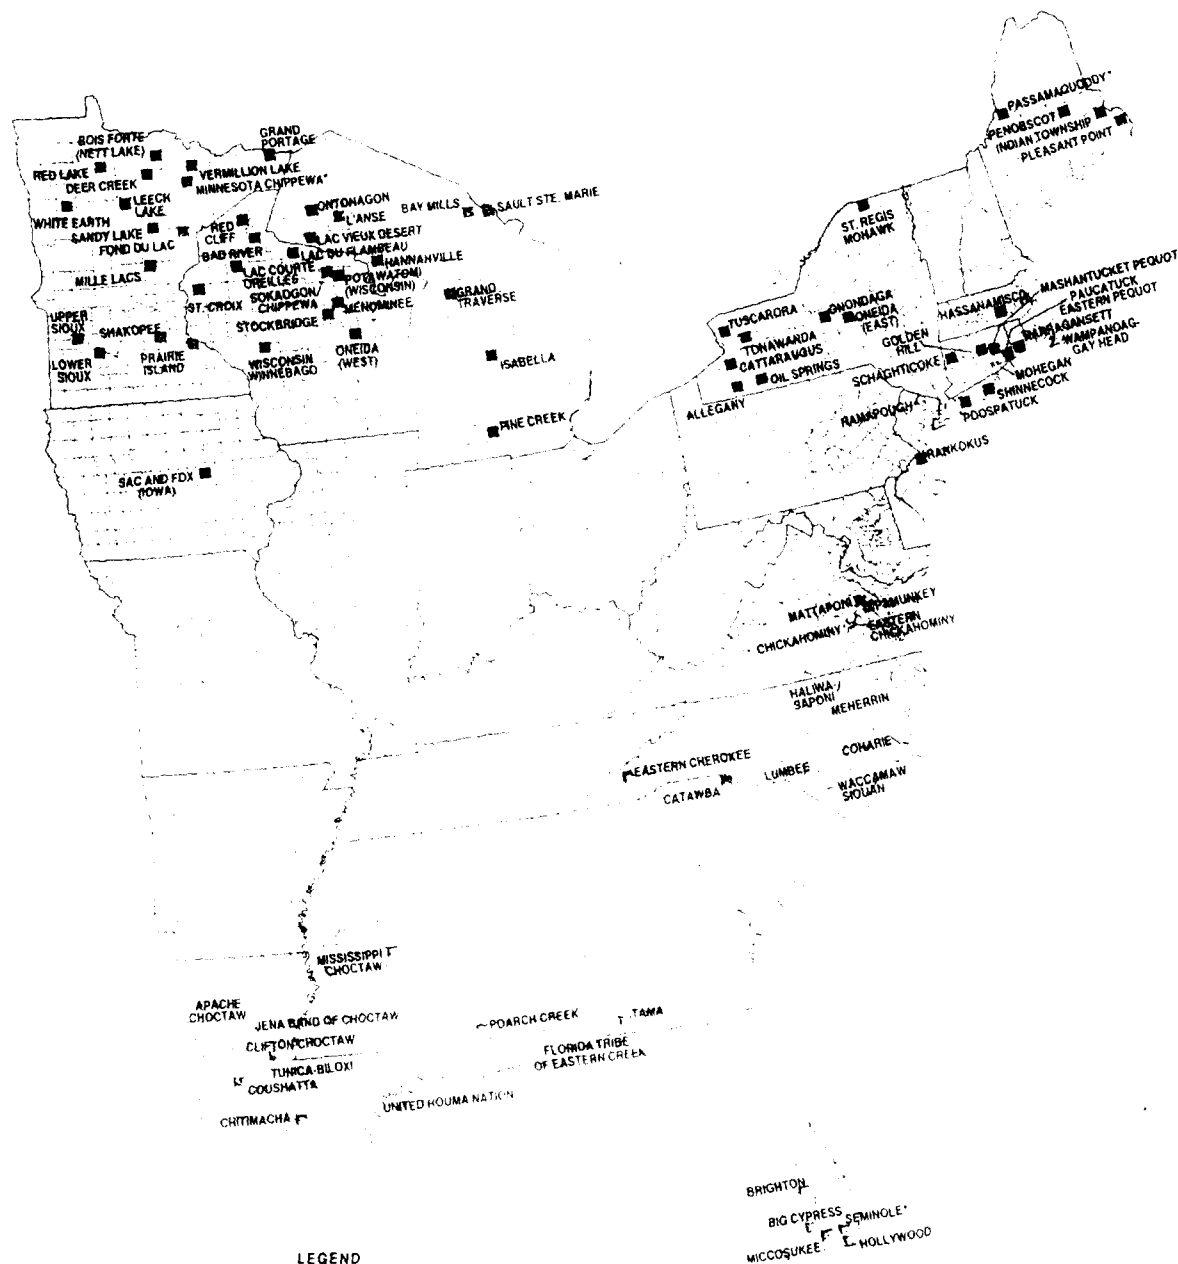 PASSAMAQUODDY*
PENOBSCOT
INDIAN TOWNSHIP
PLEASANT POINT
BOIS FORTE
(NETT LAKE)
GRAND
PORTAGE
RED LAKE
DEER CREEK
VERMILLION LAKE
MINNESOTA CHIPPEWA*
LEECH
LAKE
WHITE EARTH
SANDY LAKE
FOND DU LAC
RED
CLIFF
BAD RIVER
ONTONAGON
L'ANSE
BAY MILLS
SAULT STE. MARIE
LAC VIEUX DESERT
LAC DU FLAMBEAU
HANNAHVILLE
MILLE LACS
LAC COURTE
OREILLES
POTAWATOMI
(WISCONSIN)
ST. CROIX
SOKAOGON
CHIPPEWA
MENOMINEE
STOCKBRIDGE
GRAND
TRAVERSE
UPPER
SIOUX
SHAKOPEE
LOWER
SIOUX
PRAIRIE
ISLAND
WISCONSIN
WINNEBAGO
ONEIDA
(WEST)
ISABELLA
PINE CREEK
SAC AND FOX
(IOWA)
ST. REGIS
MOHAWK
TUSCARORA
TONAWANDA
CATTARAUGUS
OIL SPRINGS
ALLEGANY
ONONDAGA
ONEIDA
(EAST)
GOLDEN
HILL
SCHAGHTICOKE
HASSANAMISCO
MASHANTUCKET PEQUOT
PAUCATUCK
EASTERN PEQUOT
NARRAGANSETT
WAMPANOAG-
GAY HEAD
MOHEGAN
SHINNECOCK
POOSPATUCK
RAMAPOUGH
RANKOKUS
MATTAPONI
PAMUNKEY
CHICKAHOMINY
EASTERN
CHICKAHOMINY
HALIWA-
SAPONI
MEHERRIN
COHARIE
EASTERN CHEROKEE
CATAWBA
LUMBEE
WACCAMAW
SIOUAN
MISSISSIPPI
CHOCTAW
APACHE
CHOCTAW
JENA BAND OF CHOCTAW
CLIFTON CHOCTAW
TUNICA-BILOXI
COUSHATTA
CHITIMACHA
UNITED HOUMA NATION
POARCH CREEK
TAMA
FLORIDA TRIBE
OF EASTERN CREEK
BRIGHTON
BIG CYPRESS
SEMINOLE*
MICCOSUKEE
HOLLYWOOD
LEGEND